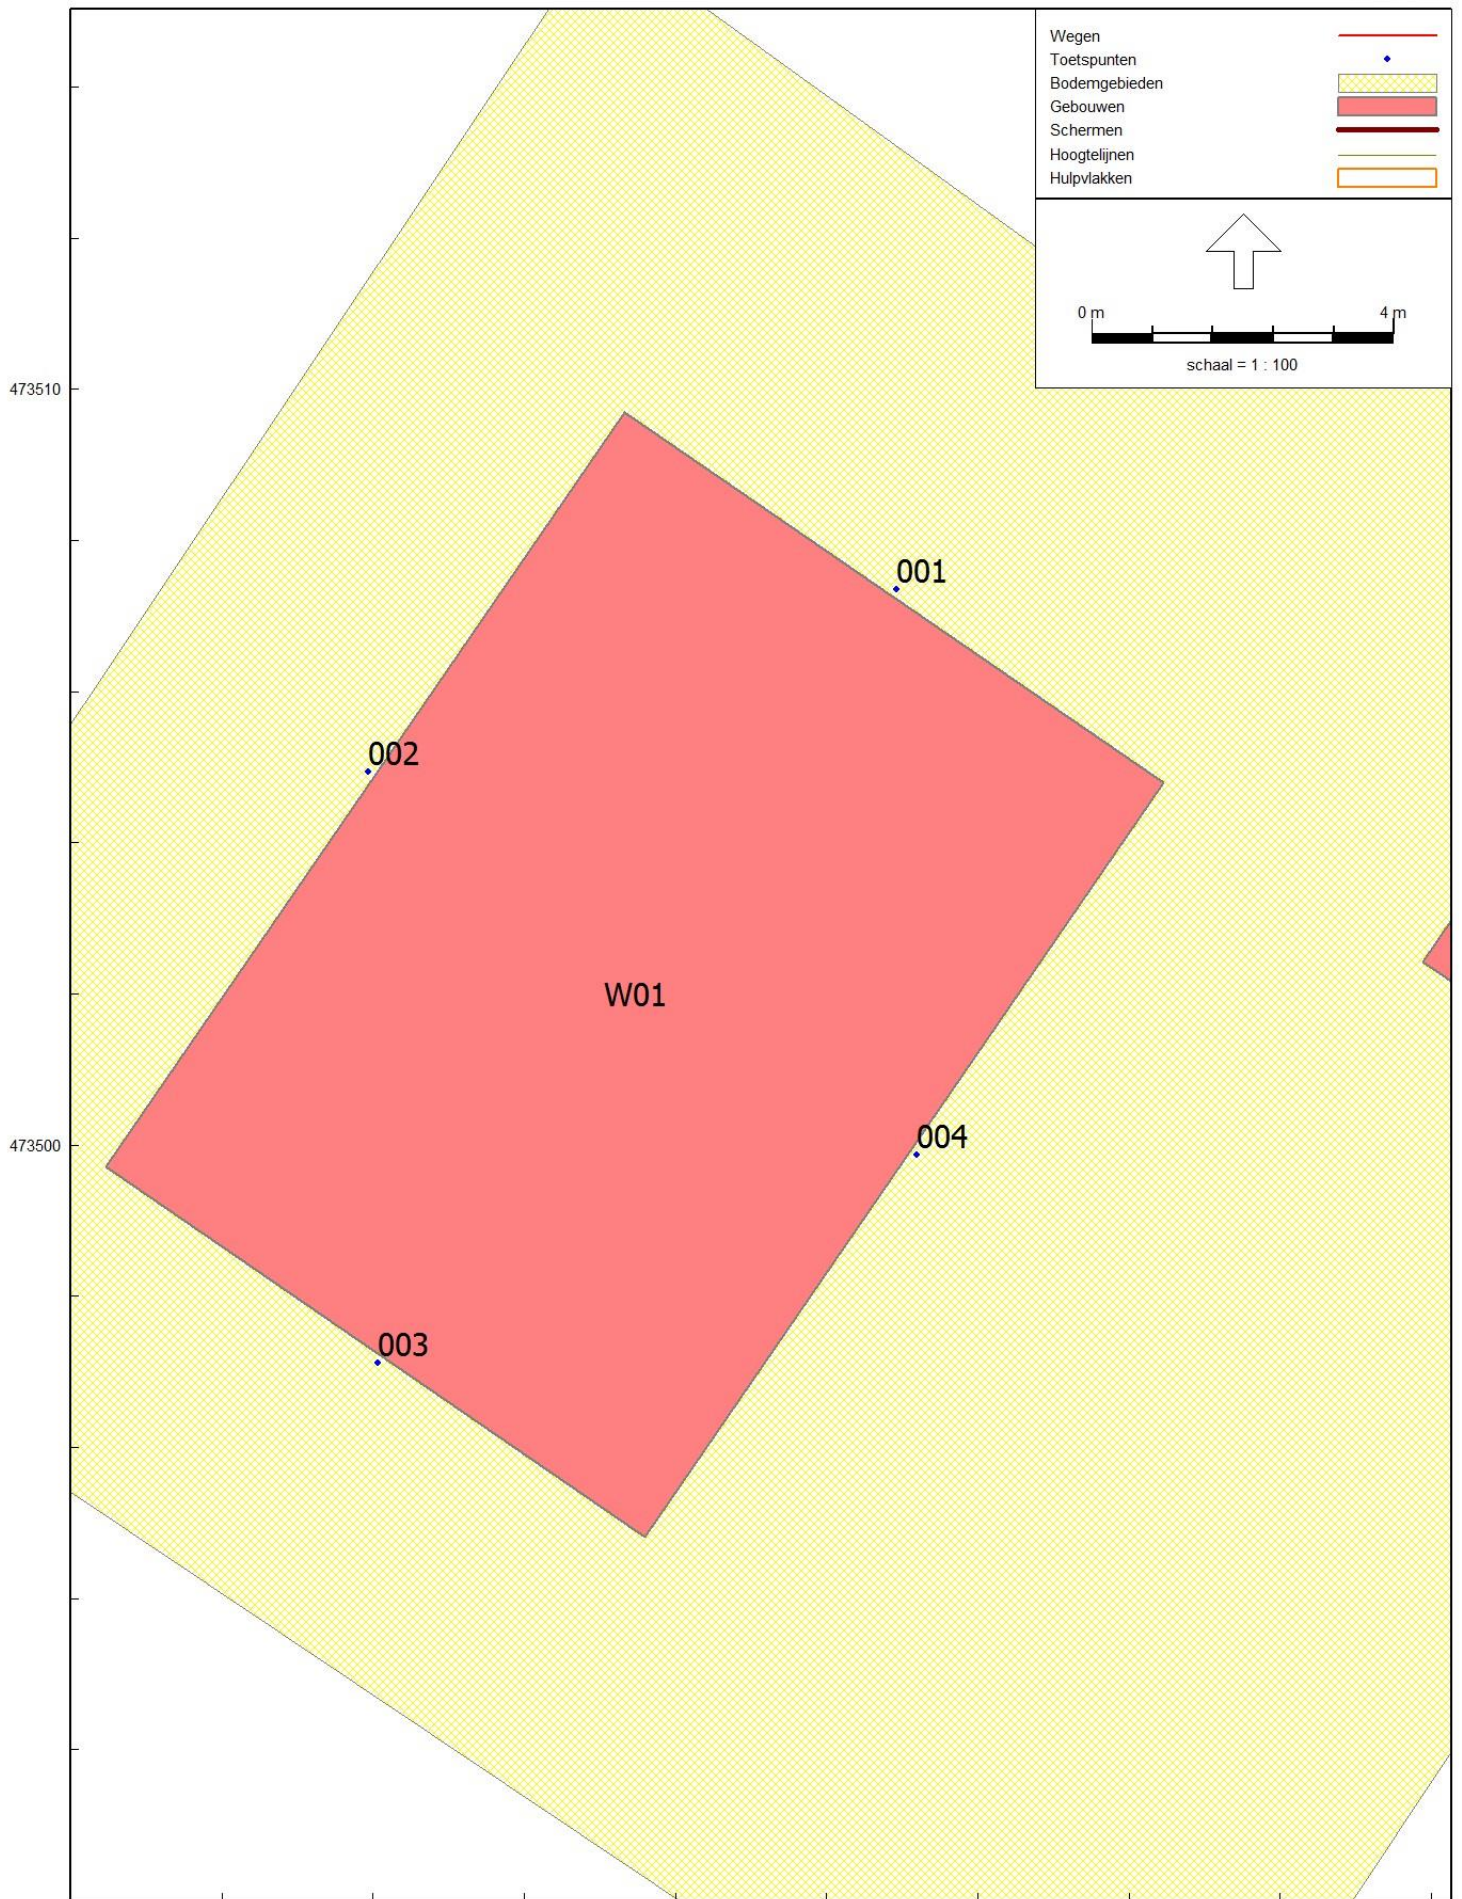 Wegen
Toetspunten
Bodemgebieden
Gebouwen
Schermen
Hoogtelijnen
Hulpvlakken
0 m 4 m
schaal = 1 : 100
473510
001
002
W01
004
473500
003